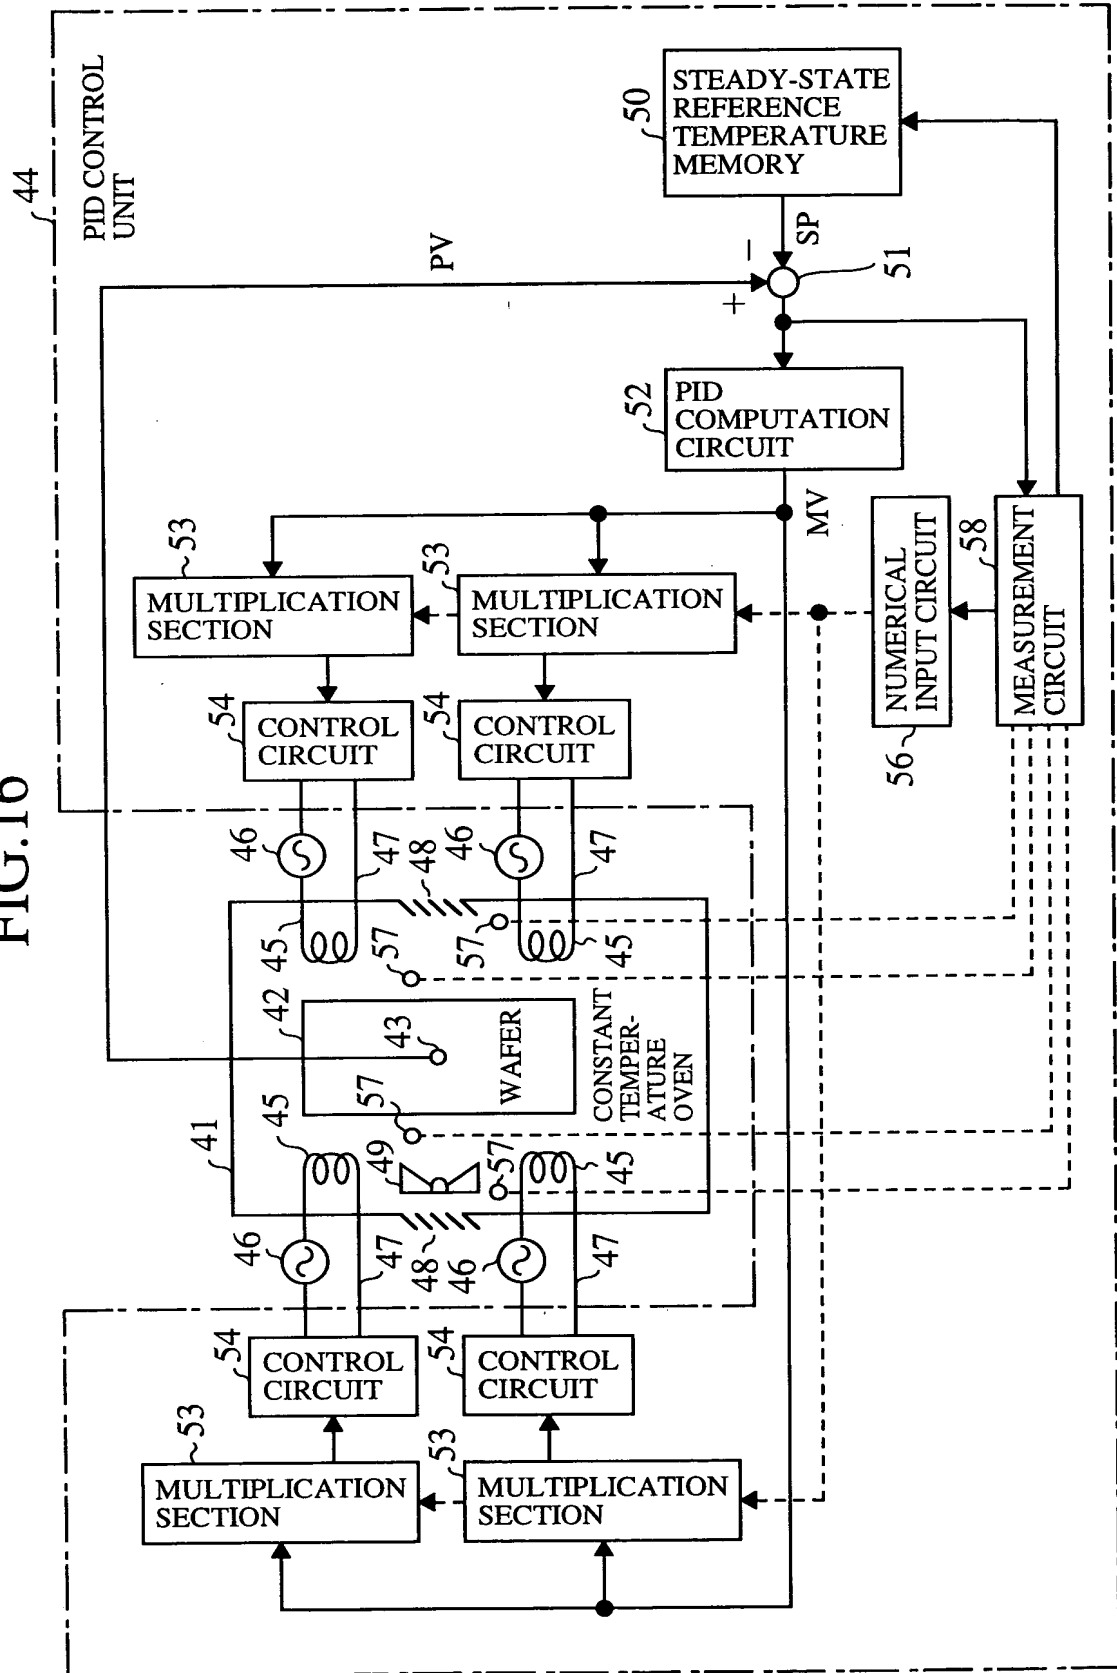 FIG.16
44
PID CONTROL
UNIT
50
STEADY-STATE
REFERENCE
TEMPERATURE
MEMORY
PV
SP
−
+
51
52
PID
COMPUTATION
CIRCUIT
MV
53
MULTIPLICATION
SECTION
53
MULTIPLICATION
SECTION
54
CONTROL
CIRCUIT
54
CONTROL
CIRCUIT
56
NUMERICAL
INPUT CIRCUIT
58
MEASUREMENT
CIRCUIT
46
47
48
46
47
45
57
57
45
42
43
WAFER
CONSTANT
TEMPER-
ATURE
OVEN
41
45
57
49
57
45
46
47
48
46
47
54
CONTROL
CIRCUIT
54
CONTROL
CIRCUIT
53
MULTIPLICATION
SECTION
53
MULTIPLICATION
SECTION